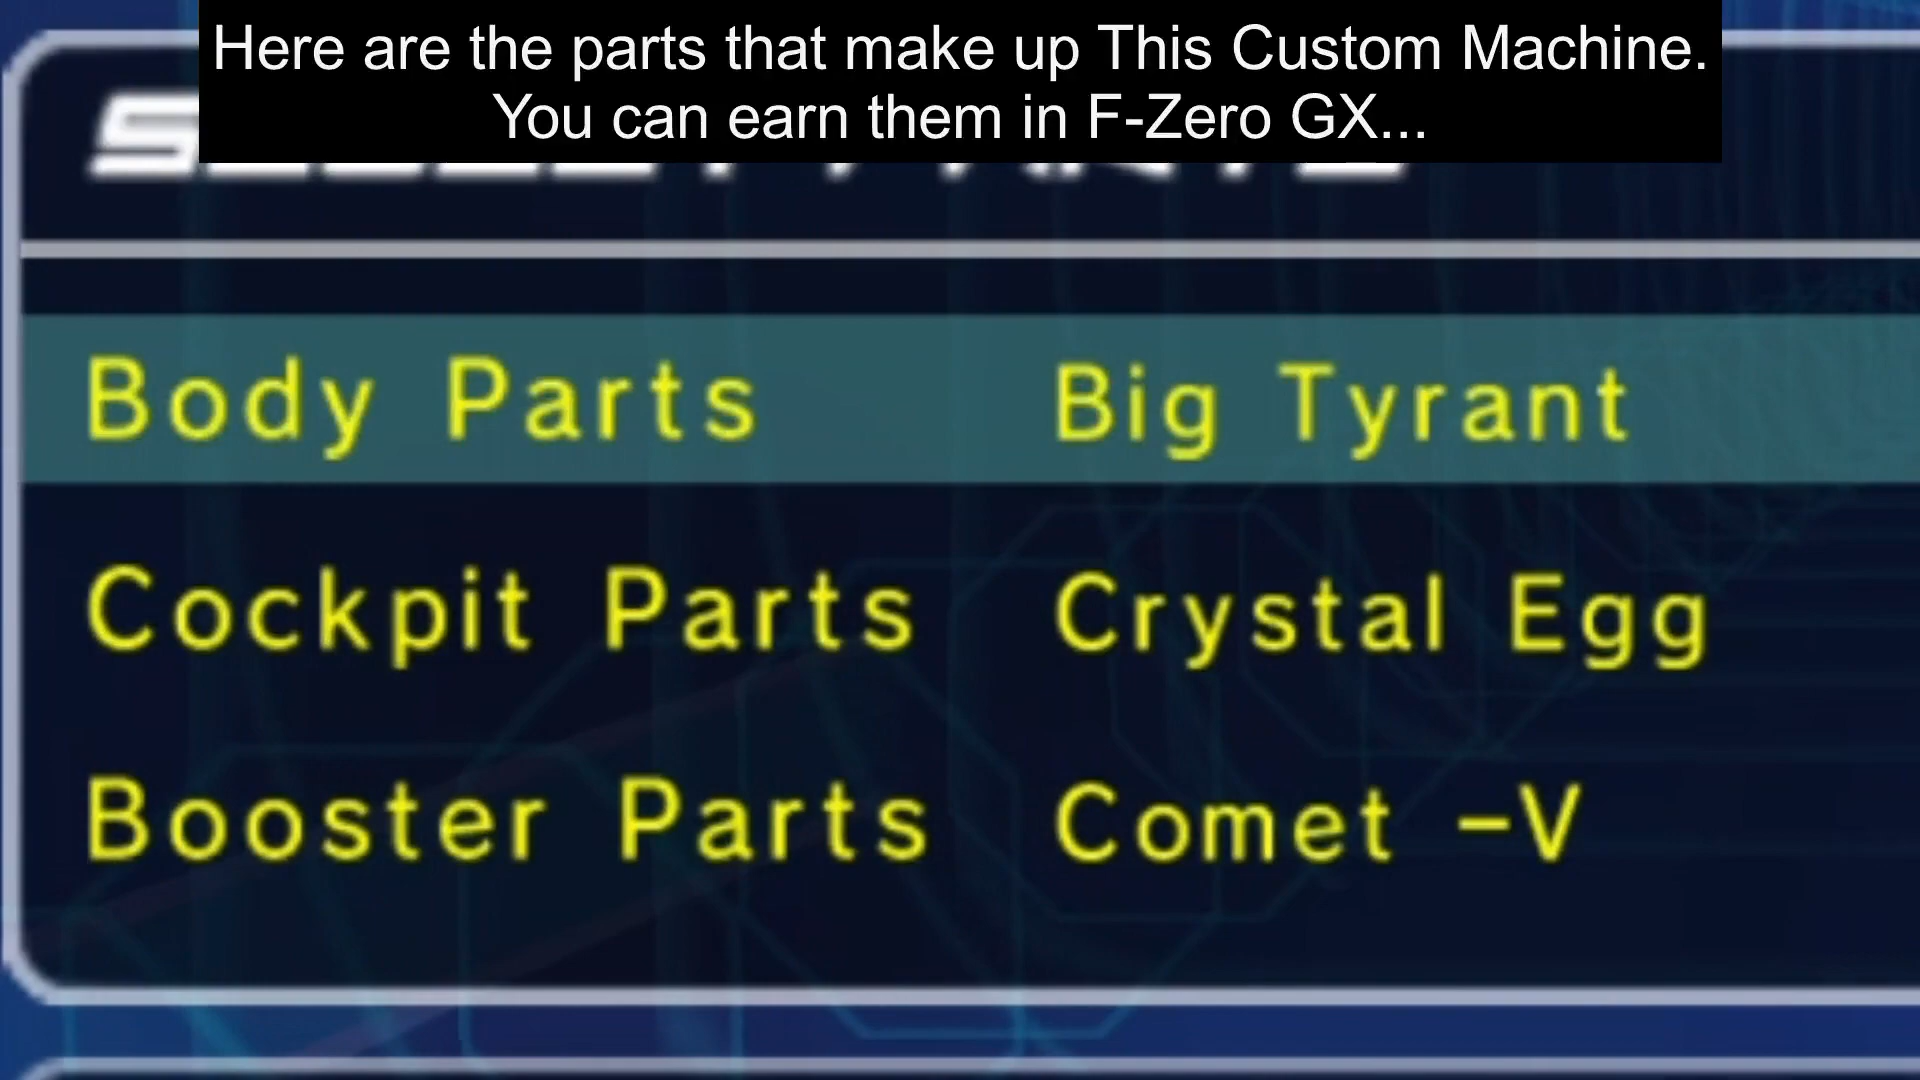 Here are the parts that make up This Custom Machine.
You can earn them in F-Zero GX...
Body Parts Big Tyrant
Cockpit Parts Crystal Egg
Booster Parts Comet -V